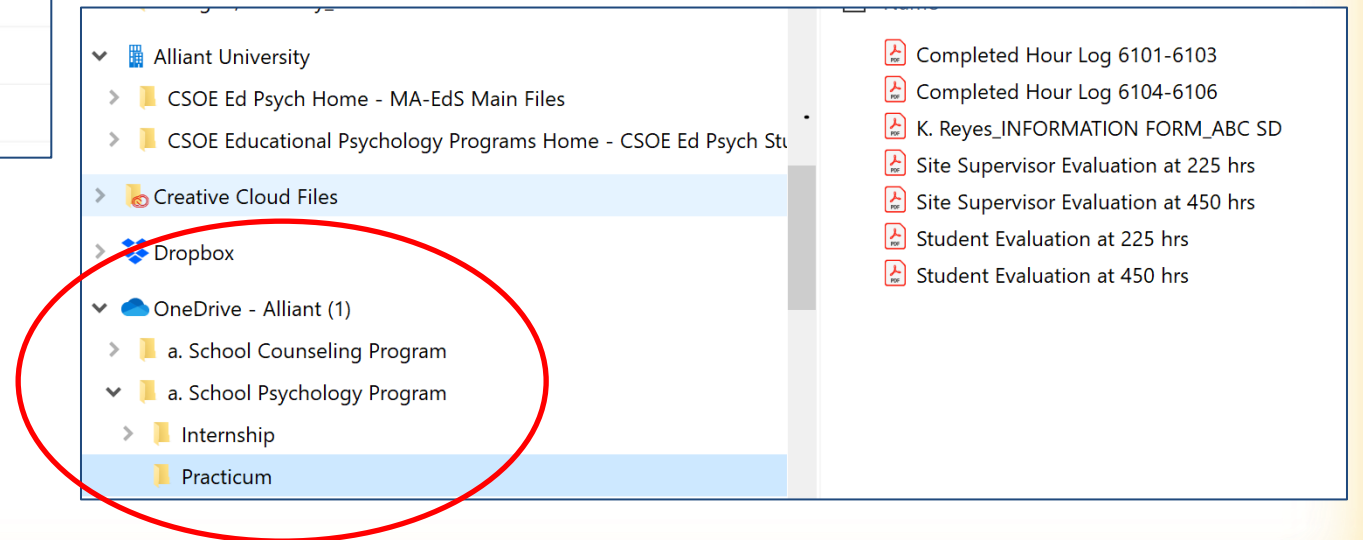 Alliant University
CSOE Ed Psych Home - MA-EdS Main Files
CSOE Educational Psychology Programs Home - CSOE Ed Psych Stu
Creative Cloud Files
Dropbox
OneDrive - Alliant (1)
a. School Counseling Program
a. School Psychology Program
Internship
Practicum
Completed Hour Log 6101-6103
Completed Hour Log 6104-6106
K. Reyes_INFORMATION FORM_ABC SD
Site Supervisor Evaluation at 225 hrs
Site Supervisor Evaluation at 450 hrs
Student Evaluation at 225 hrs
Student Evaluation at 450 hrs